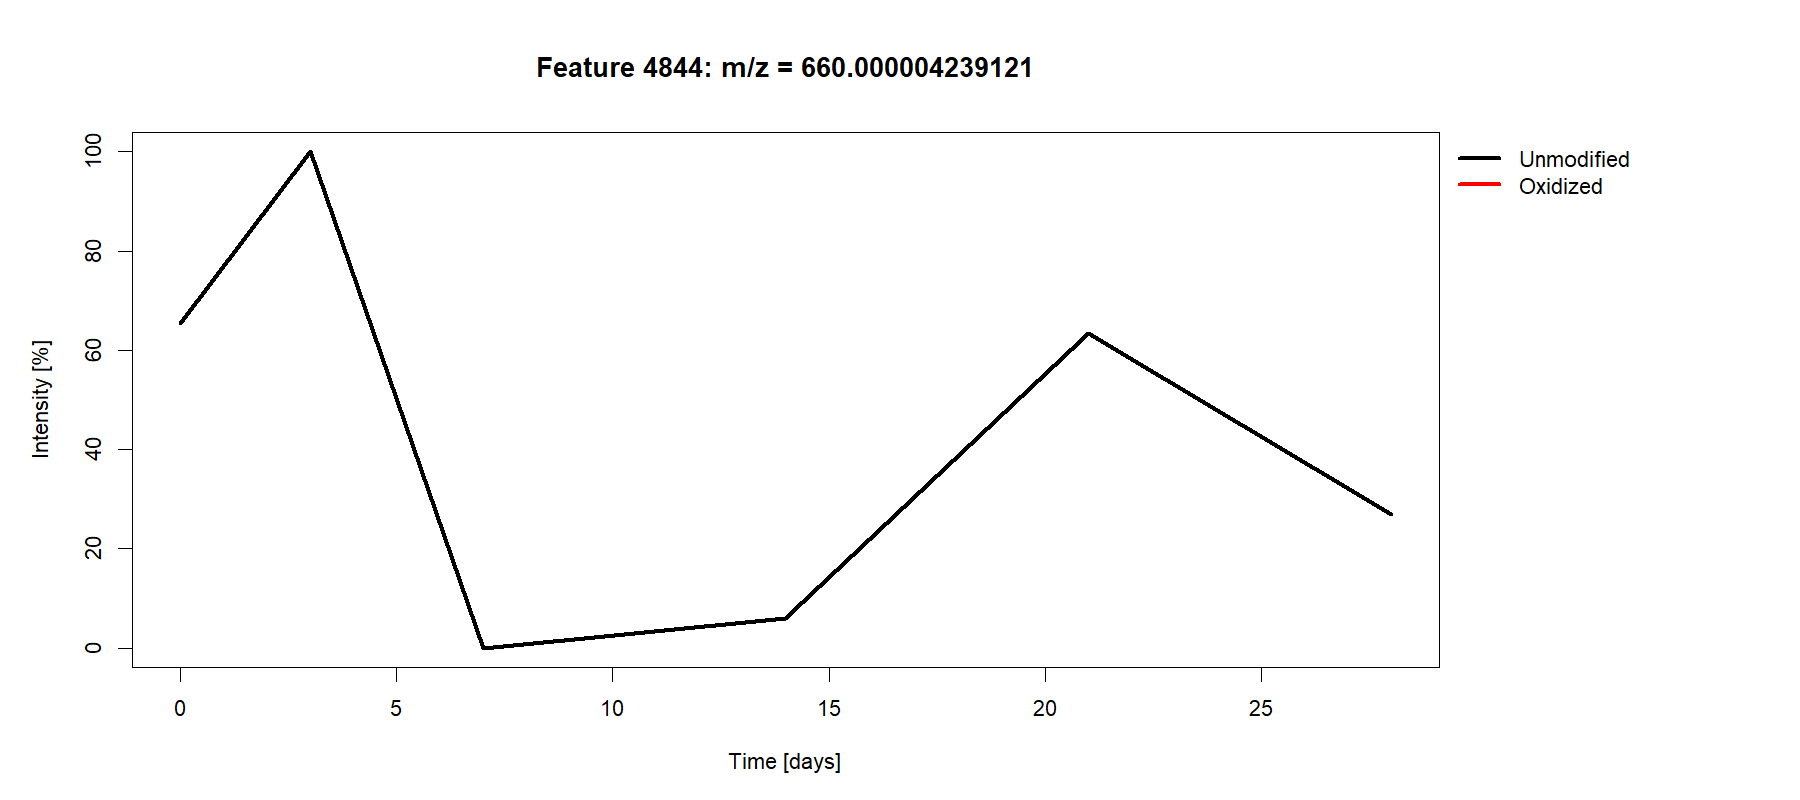 Feature 4844: m/z = 660.000004239121
Unmodified
Oxidized
Intensity [%]
100
80
60
40
20
0
0 5 10 15 20 25
Time [days]